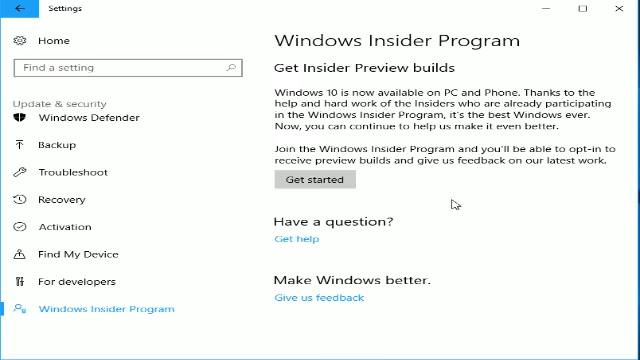 Settings
Home
Find a setting
Update & security
Windows Defender
Backup
Troubleshoot
Recovery
Activation
Find My Device
For developers
Windows Insider Program
Windows Insider Program
Get Insider Preview builds
Windows 10 is now available on PC and Phone. Thanks to the
help and hard work of the Insiders who are already participating
in the Windows Insider Program, it's the best Windows ever.
Now, you can continue to help us make it even better.
Join the Windows Insider Program and you'll be able to opt-in to
receive preview builds and give us feedback on our latest work.
Get started
Have a question?
Get help
Make Windows better.
Give us feedback